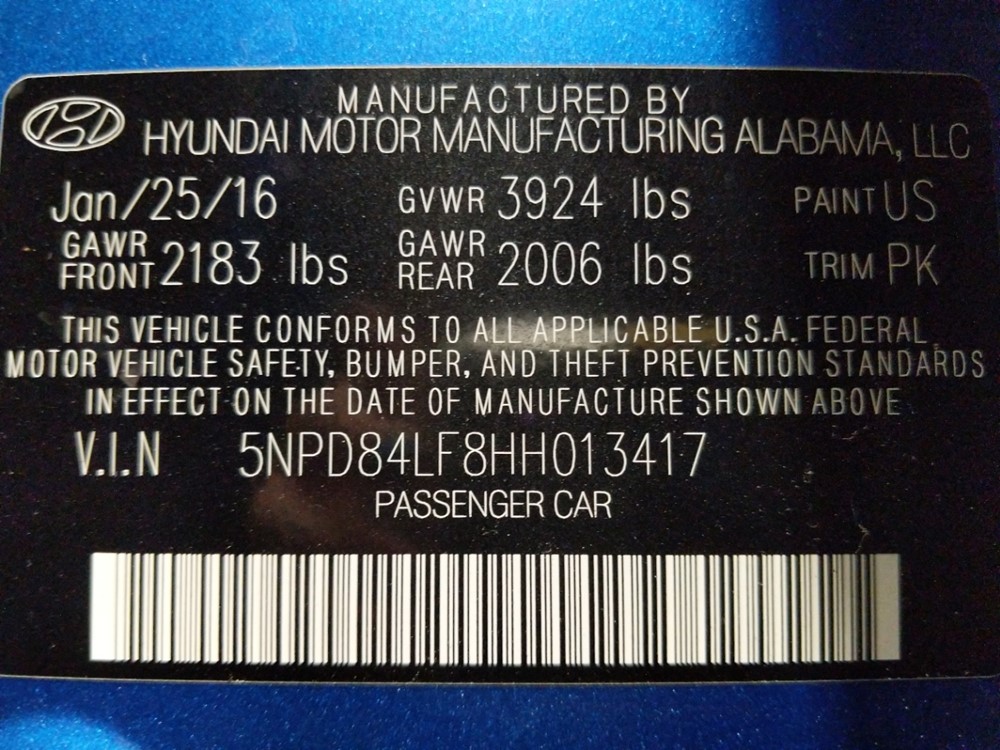 MANUFACTURED BY
HYUNDAI MOTOR MANUFACTURING ALABAMA, LLC
Jan/25/16 GVWR 3924 lbs PAINT US
GAWR FRONT 2183 lbs GAWR REAR 2006 lbs TRIM PK
THIS VEHICLE CONFORMS TO ALL APPLICABLE U.S.A. FEDERAL
MOTOR VEHICLE SAFETY, BUMPER, AND THEFT PREVENTION STANDARDS
IN EFFECT ON THE DATE OF MANUFACTURE SHOWN ABOVE
V.I.N 5NPD84LF8HH013417
PASSENGER CAR